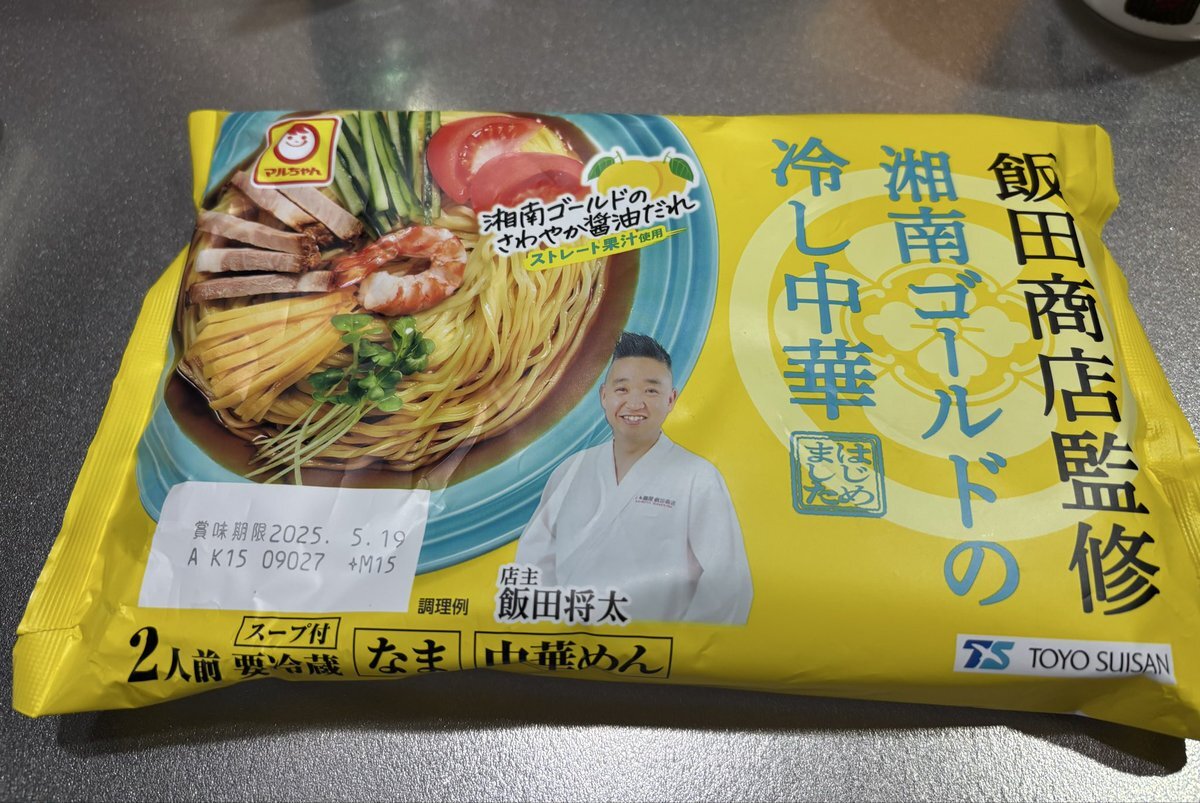 飯田商店監修
湘南ゴールドの
冷し中華
はじめ
ました
マルちゃん
湘南ゴールドの
さわやか醤油だれ
ストレート果汁使用
賞味期限2025. 5.19
A K15 09027 +M15
調理例
店主
飯田将太
2人前
スープ付
要冷蔵
なま
中華めん
TS TOYO SUISAN